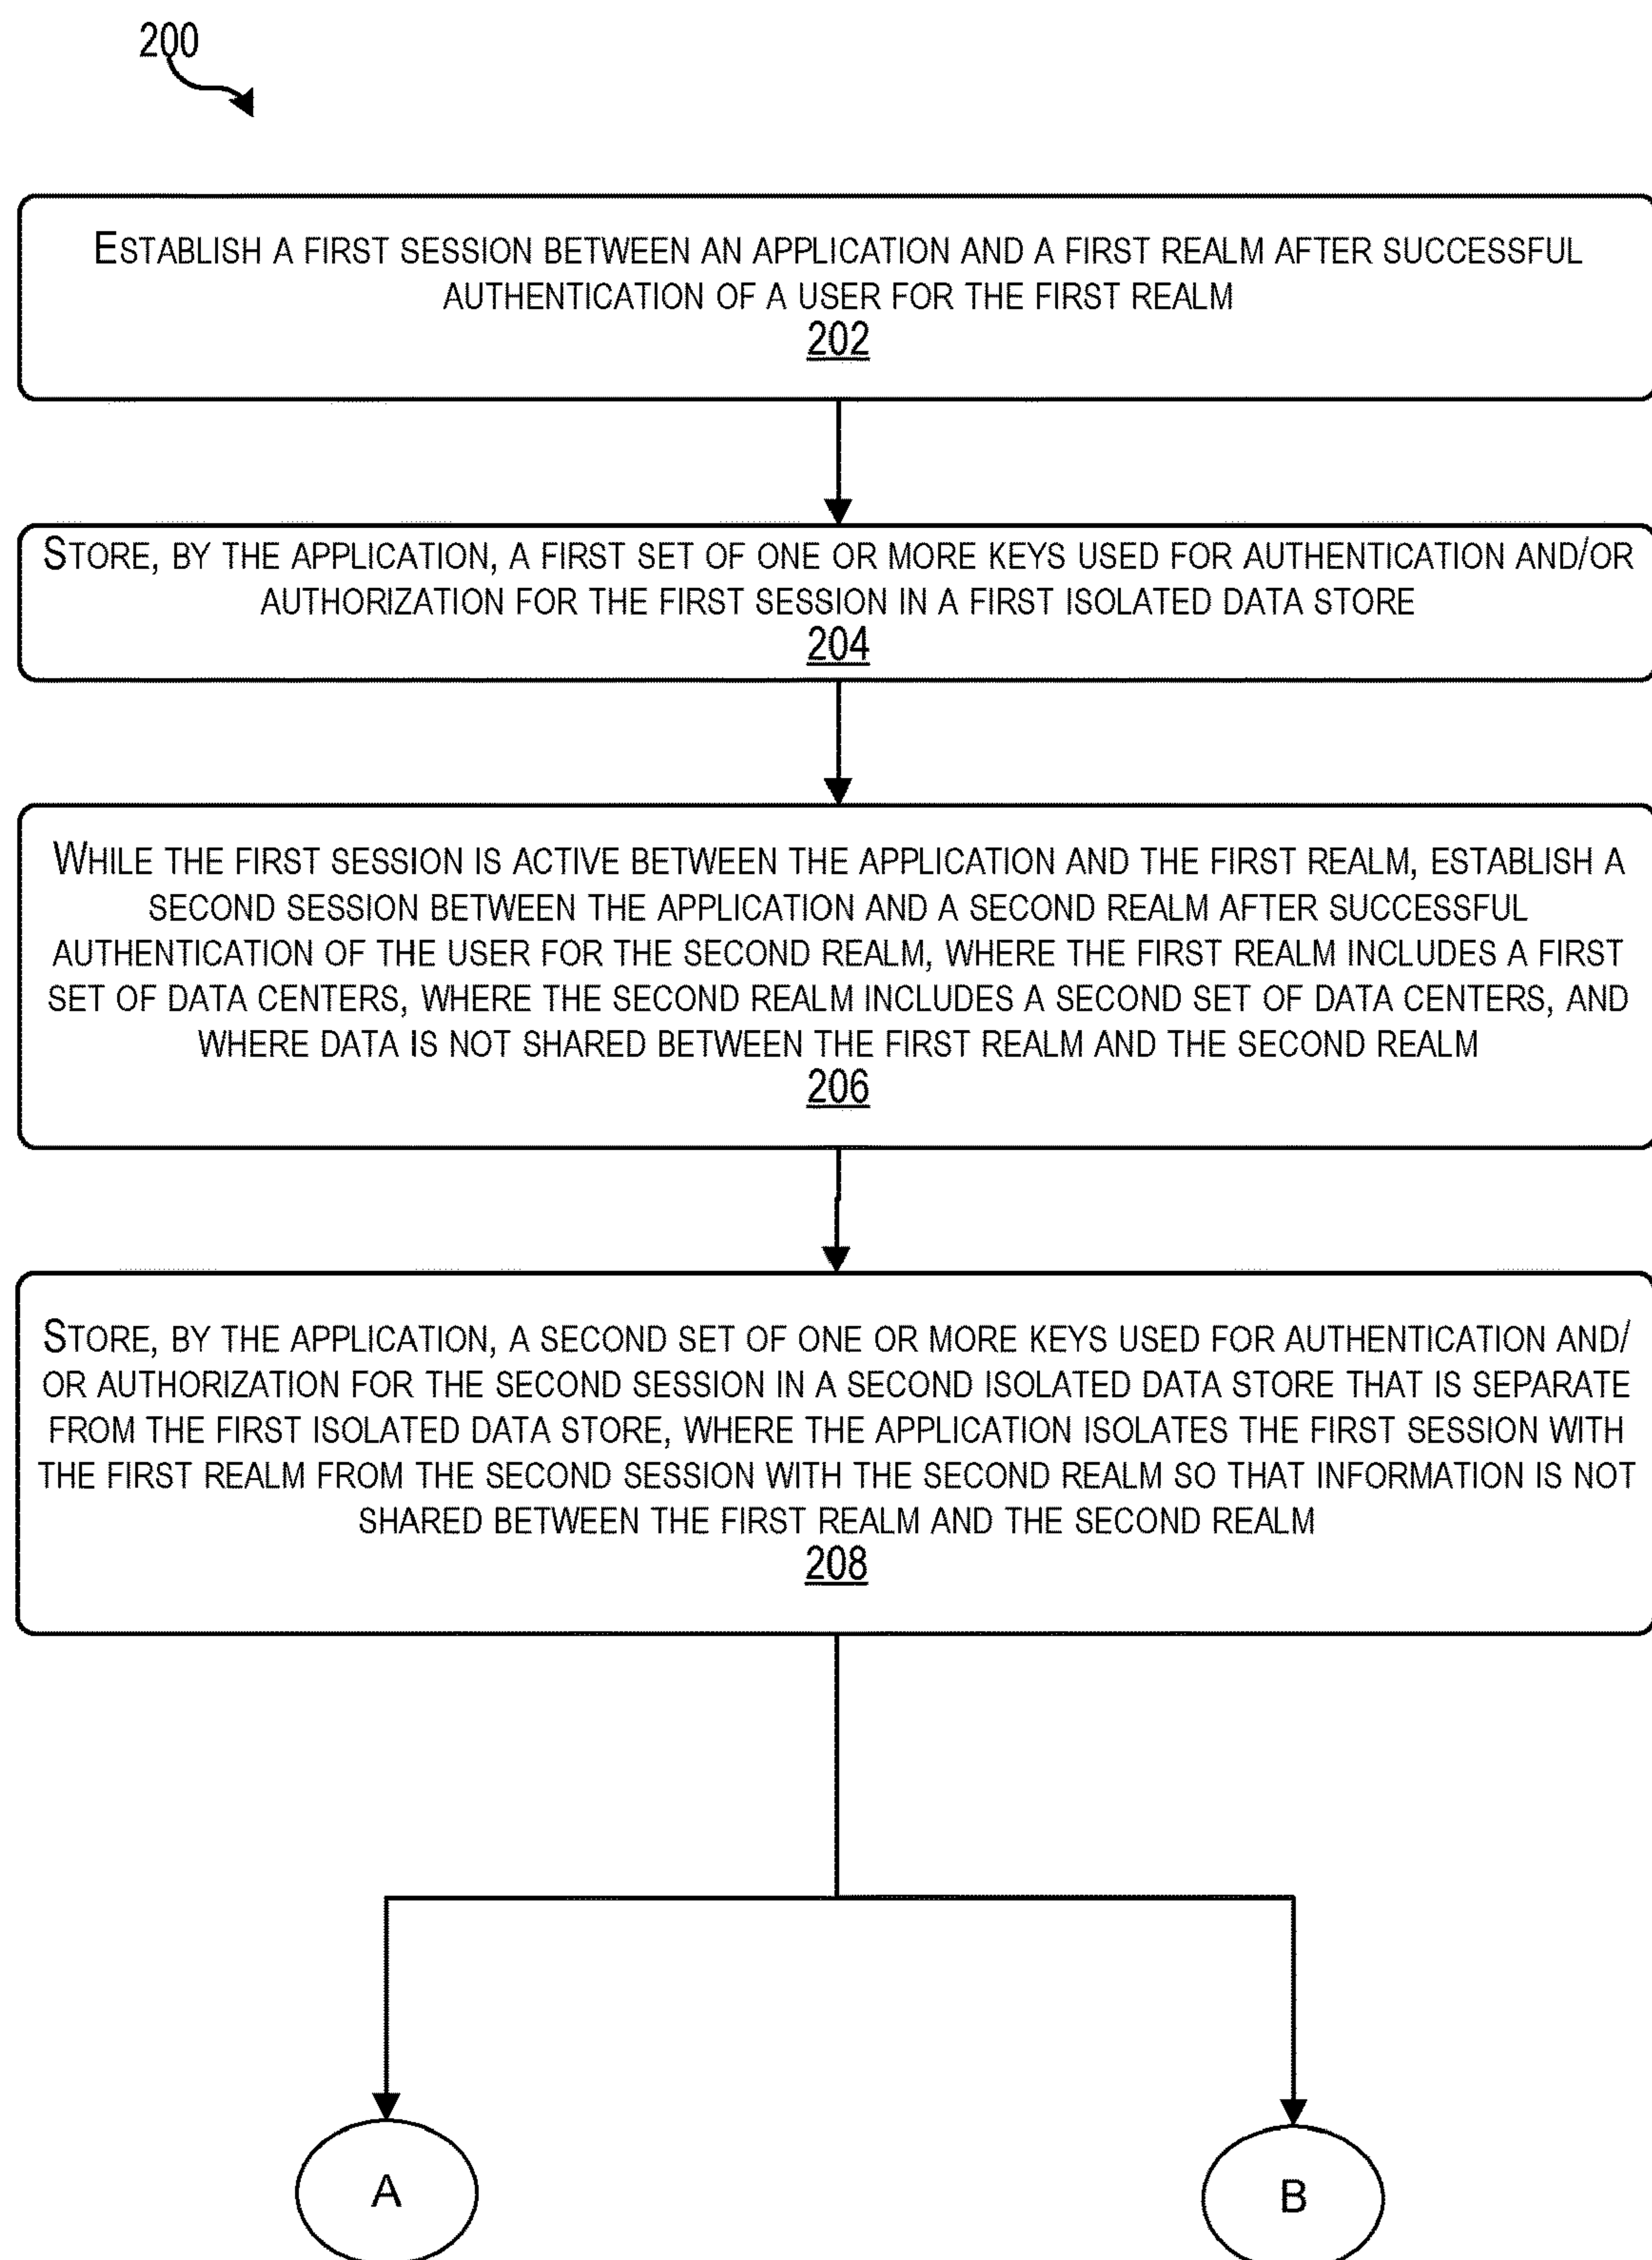 200
ESTABLISH A FIRST SESSION BETWEEN AN APPLICATION AND A FIRST REALM AFTER SUCCESSFUL
AUTHENTICATION OF A USER FOR THE FIRST REALM
202
STORE, BY THE APPLICATION, A FIRST SET OF ONE OR MORE KEYS USED FOR AUTHENTICATION AND/OR
AUTHORIZATION FOR THE FIRST SESSION IN A FIRST ISOLATED DATA STORE
204
WHILE THE FIRST SESSION IS ACTIVE BETWEEN THE APPLICATION AND THE FIRST REALM, ESTABLISH A
SECOND SESSION BETWEEN THE APPLICATION AND A SECOND REALM AFTER SUCCESSFUL
AUTHENTICATION OF THE USER FOR THE SECOND REALM, WHERE THE FIRST REALM INCLUDES A FIRST
SET OF DATA CENTERS, WHERE THE SECOND REALM INCLUDES A SECOND SET OF DATA CENTERS, AND
WHERE DATA IS NOT SHARED BETWEEN THE FIRST REALM AND THE SECOND REALM
206
STORE, BY THE APPLICATION, A SECOND SET OF ONE OR MORE KEYS USED FOR AUTHENTICATION AND/
OR AUTHORIZATION FOR THE SECOND SESSION IN A SECOND ISOLATED DATA STORE THAT IS SEPARATE
FROM THE FIRST ISOLATED DATA STORE, WHERE THE APPLICATION ISOLATES THE FIRST SESSION WITH
THE FIRST REALM FROM THE SECOND SESSION WITH THE SECOND REALM SO THAT INFORMATION IS NOT
SHARED BETWEEN THE FIRST REALM AND THE SECOND REALM
208
A
B